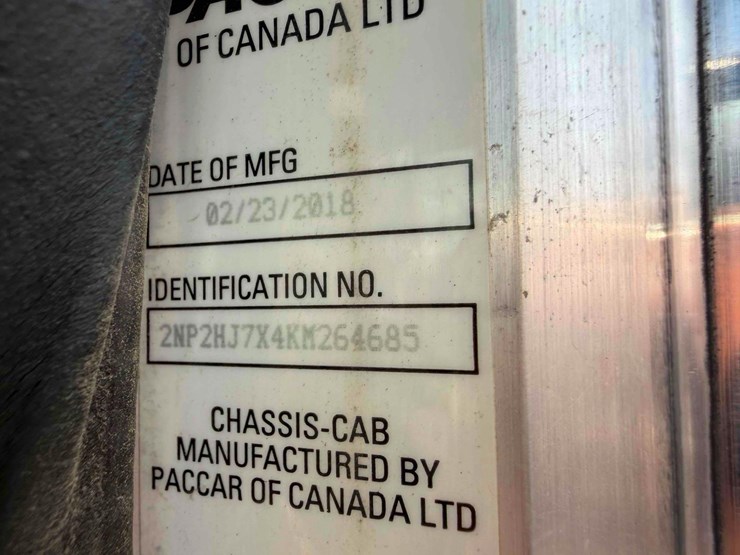 OF CANADA LTD
DATE OF MFG
02/23/2018
IDENTIFICATION NO.
2NP2HJ7X4KM264685
CHASSIS-CAB
MANUFACTURED BY
PACCAR OF CANADA LTD